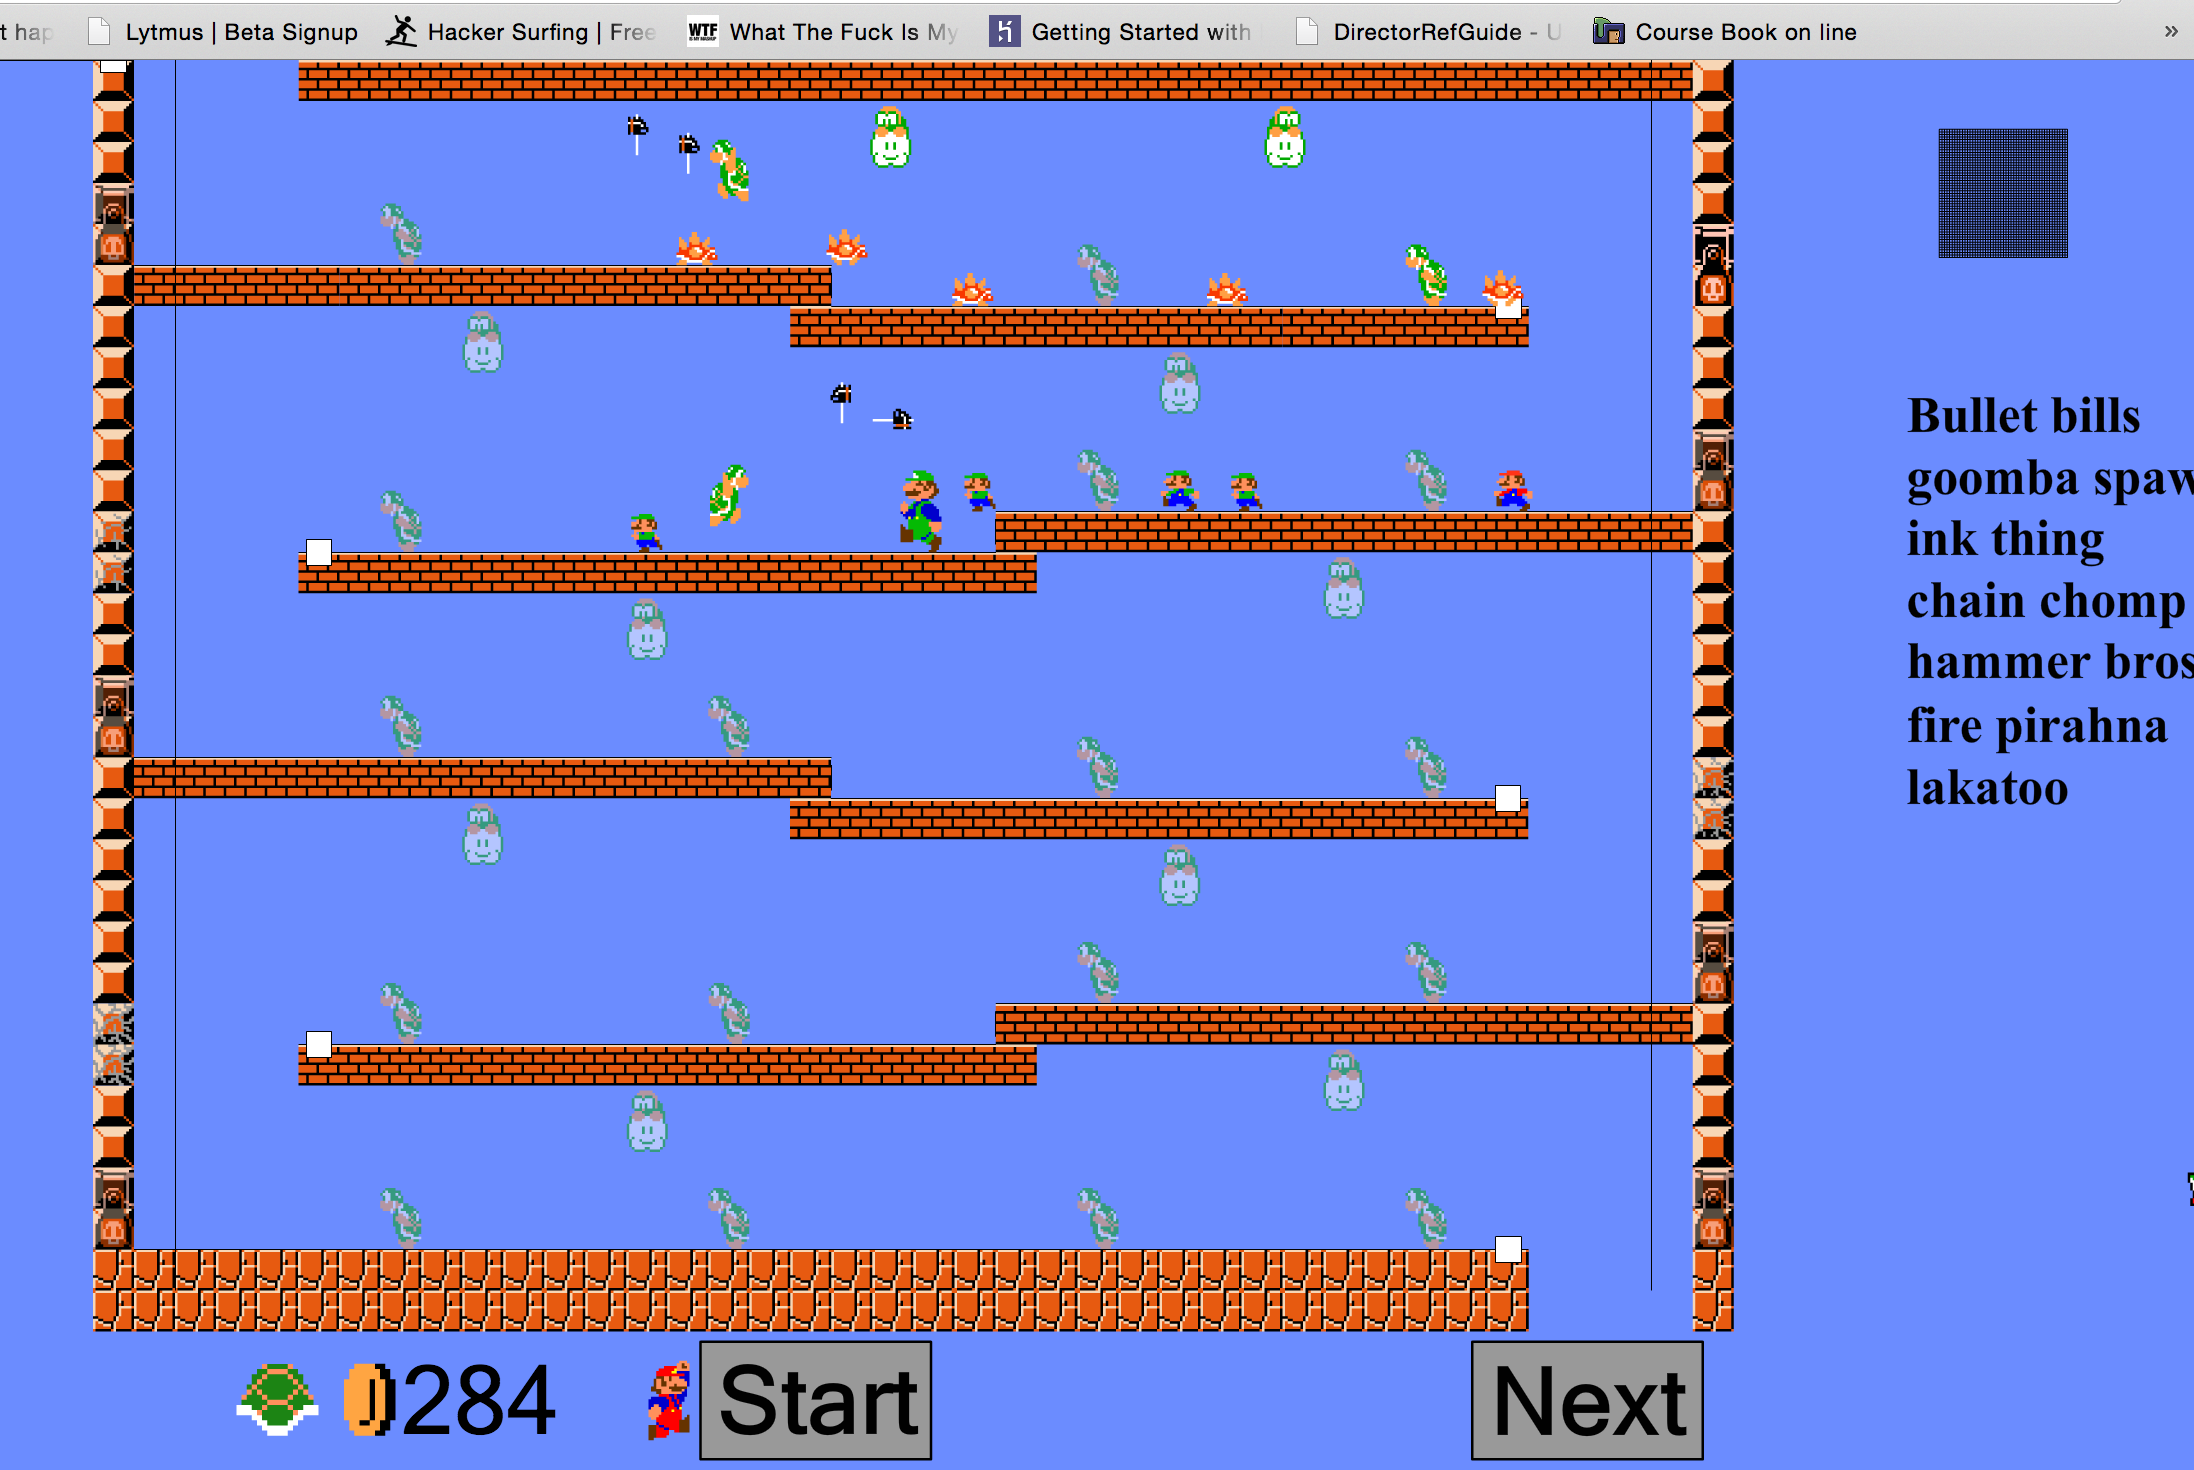 t hap
Lytmus | Beta Signup
Hacker Surfing | Free
WTF
What The Fuck Is My
Getting Started with
DirectorRefGuide - U
Course Book on line
»
Bullet bills
goomba spaw
ink thing
chain chomp
hammer bros
fire pirahna
lakatoo
284
Start
Next